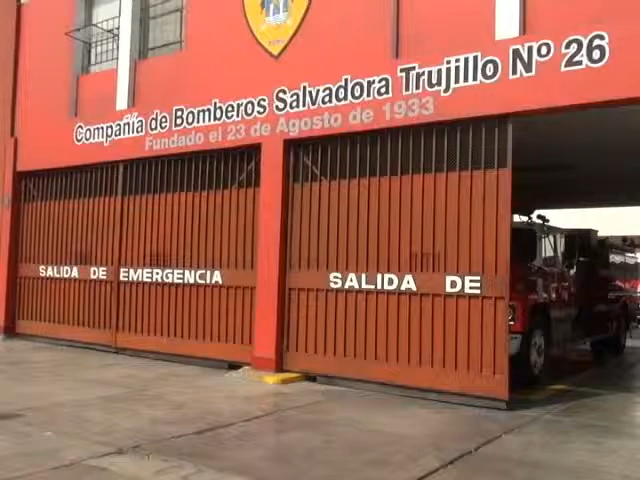 Compañía de Bomberos Salvadora Trujillo Nº 26
Fundado el 23 de Agosto de 1933
SALIDA DE EMERGENCIA
SALIDA DE